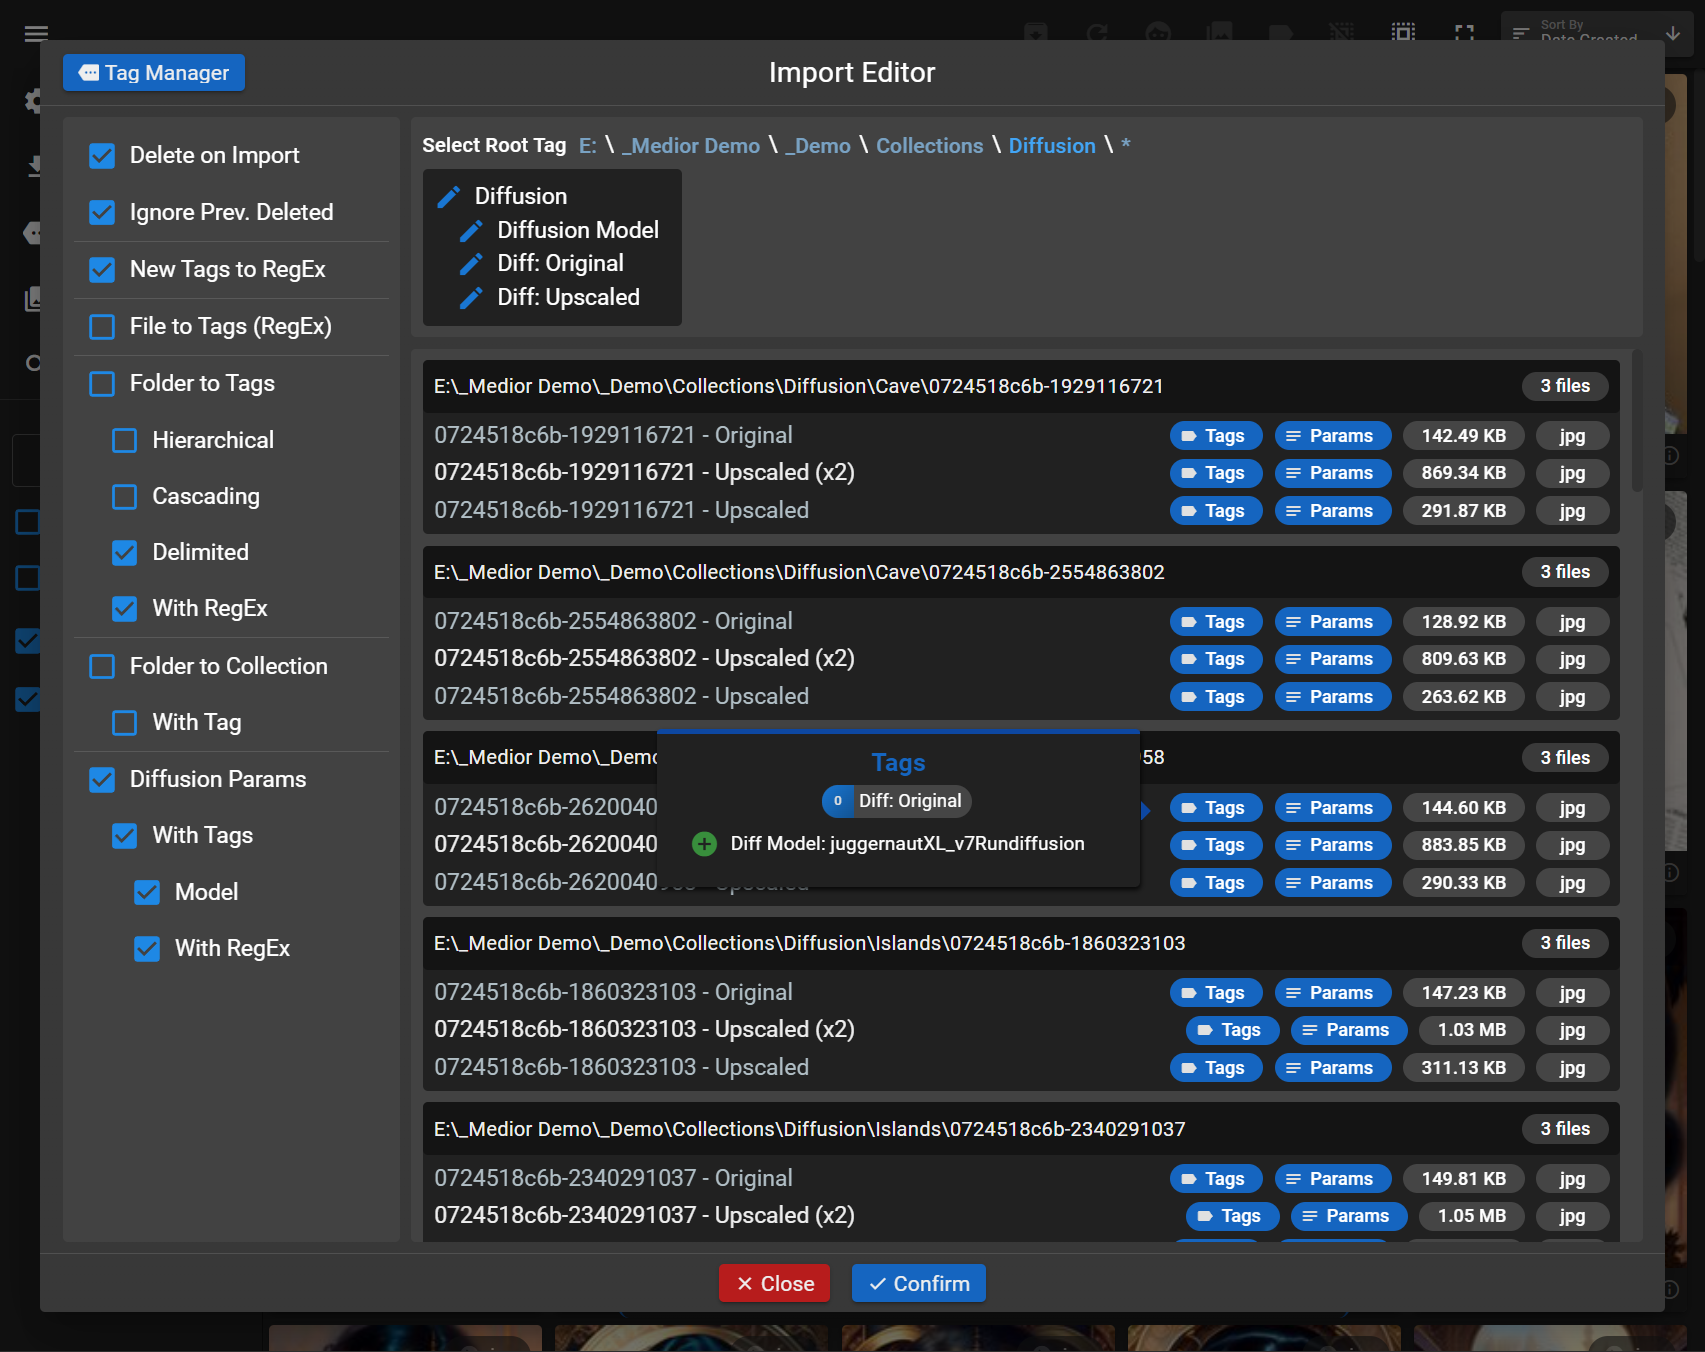 Sort By
Date Created
Tag Manager
Import Editor
Delete on Import
Ignore Prev. Deleted
New Tags to RegEx
File to Tags (RegEx)
Folder to Tags
Hierarchical
Cascading
Delimited
With RegEx
Folder to Collection
With Tag
Diffusion Params
With Tags
Model
With RegEx
Select Root Tag E: \ _Medior Demo \ _Demo \ Collections \ Diffusion \ *
Diffusion
Diffusion Model
Diff: Original
Diff: Upscaled
E:\_Medior Demo\_Demo\Collections\Diffusion\Cave\0724518c6b-1929116721 3 files
0724518c6b-1929116721 - Original Tags Params 142.49 KB jpg
0724518c6b-1929116721 - Upscaled (x2) Tags Params 869.34 KB jpg
0724518c6b-1929116721 - Upscaled Tags Params 291.87 KB jpg
E:\_Medior Demo\_Demo\Collections\Diffusion\Cave\0724518c6b-2554863802 3 files
0724518c6b-2554863802 - Original Tags Params 128.92 KB jpg
0724518c6b-2554863802 - Upscaled (x2) Tags Params 809.63 KB jpg
0724518c6b-2554863802 - Upscaled Tags Params 263.62 KB jpg
E:\_Medior Demo\_Demo 58 3 files
0724518c6b-2620040 Tags Params 144.60 KB jpg
0724518c6b-2620040 Tags Params 883.85 KB jpg
0724518c6b-2620040 Tags Params 290.33 KB jpg
Tags
0 Diff: Original
Diff Model: juggernautXL_v7Rundiffusion
E:\_Medior Demo\_Demo\Collections\Diffusion\Islands\0724518c6b-1860323103 3 files
0724518c6b-1860323103 - Original Tags Params 147.23 KB jpg
0724518c6b-1860323103 - Upscaled (x2) Tags Params 1.03 MB jpg
0724518c6b-1860323103 - Upscaled Tags Params 311.13 KB jpg
E:\_Medior Demo\_Demo\Collections\Diffusion\Islands\0724518c6b-2340291037 3 files
0724518c6b-2340291037 - Original Tags Params 149.81 KB jpg
0724518c6b-2340291037 - Upscaled (x2) Tags Params 1.05 MB jpg
Close Confirm